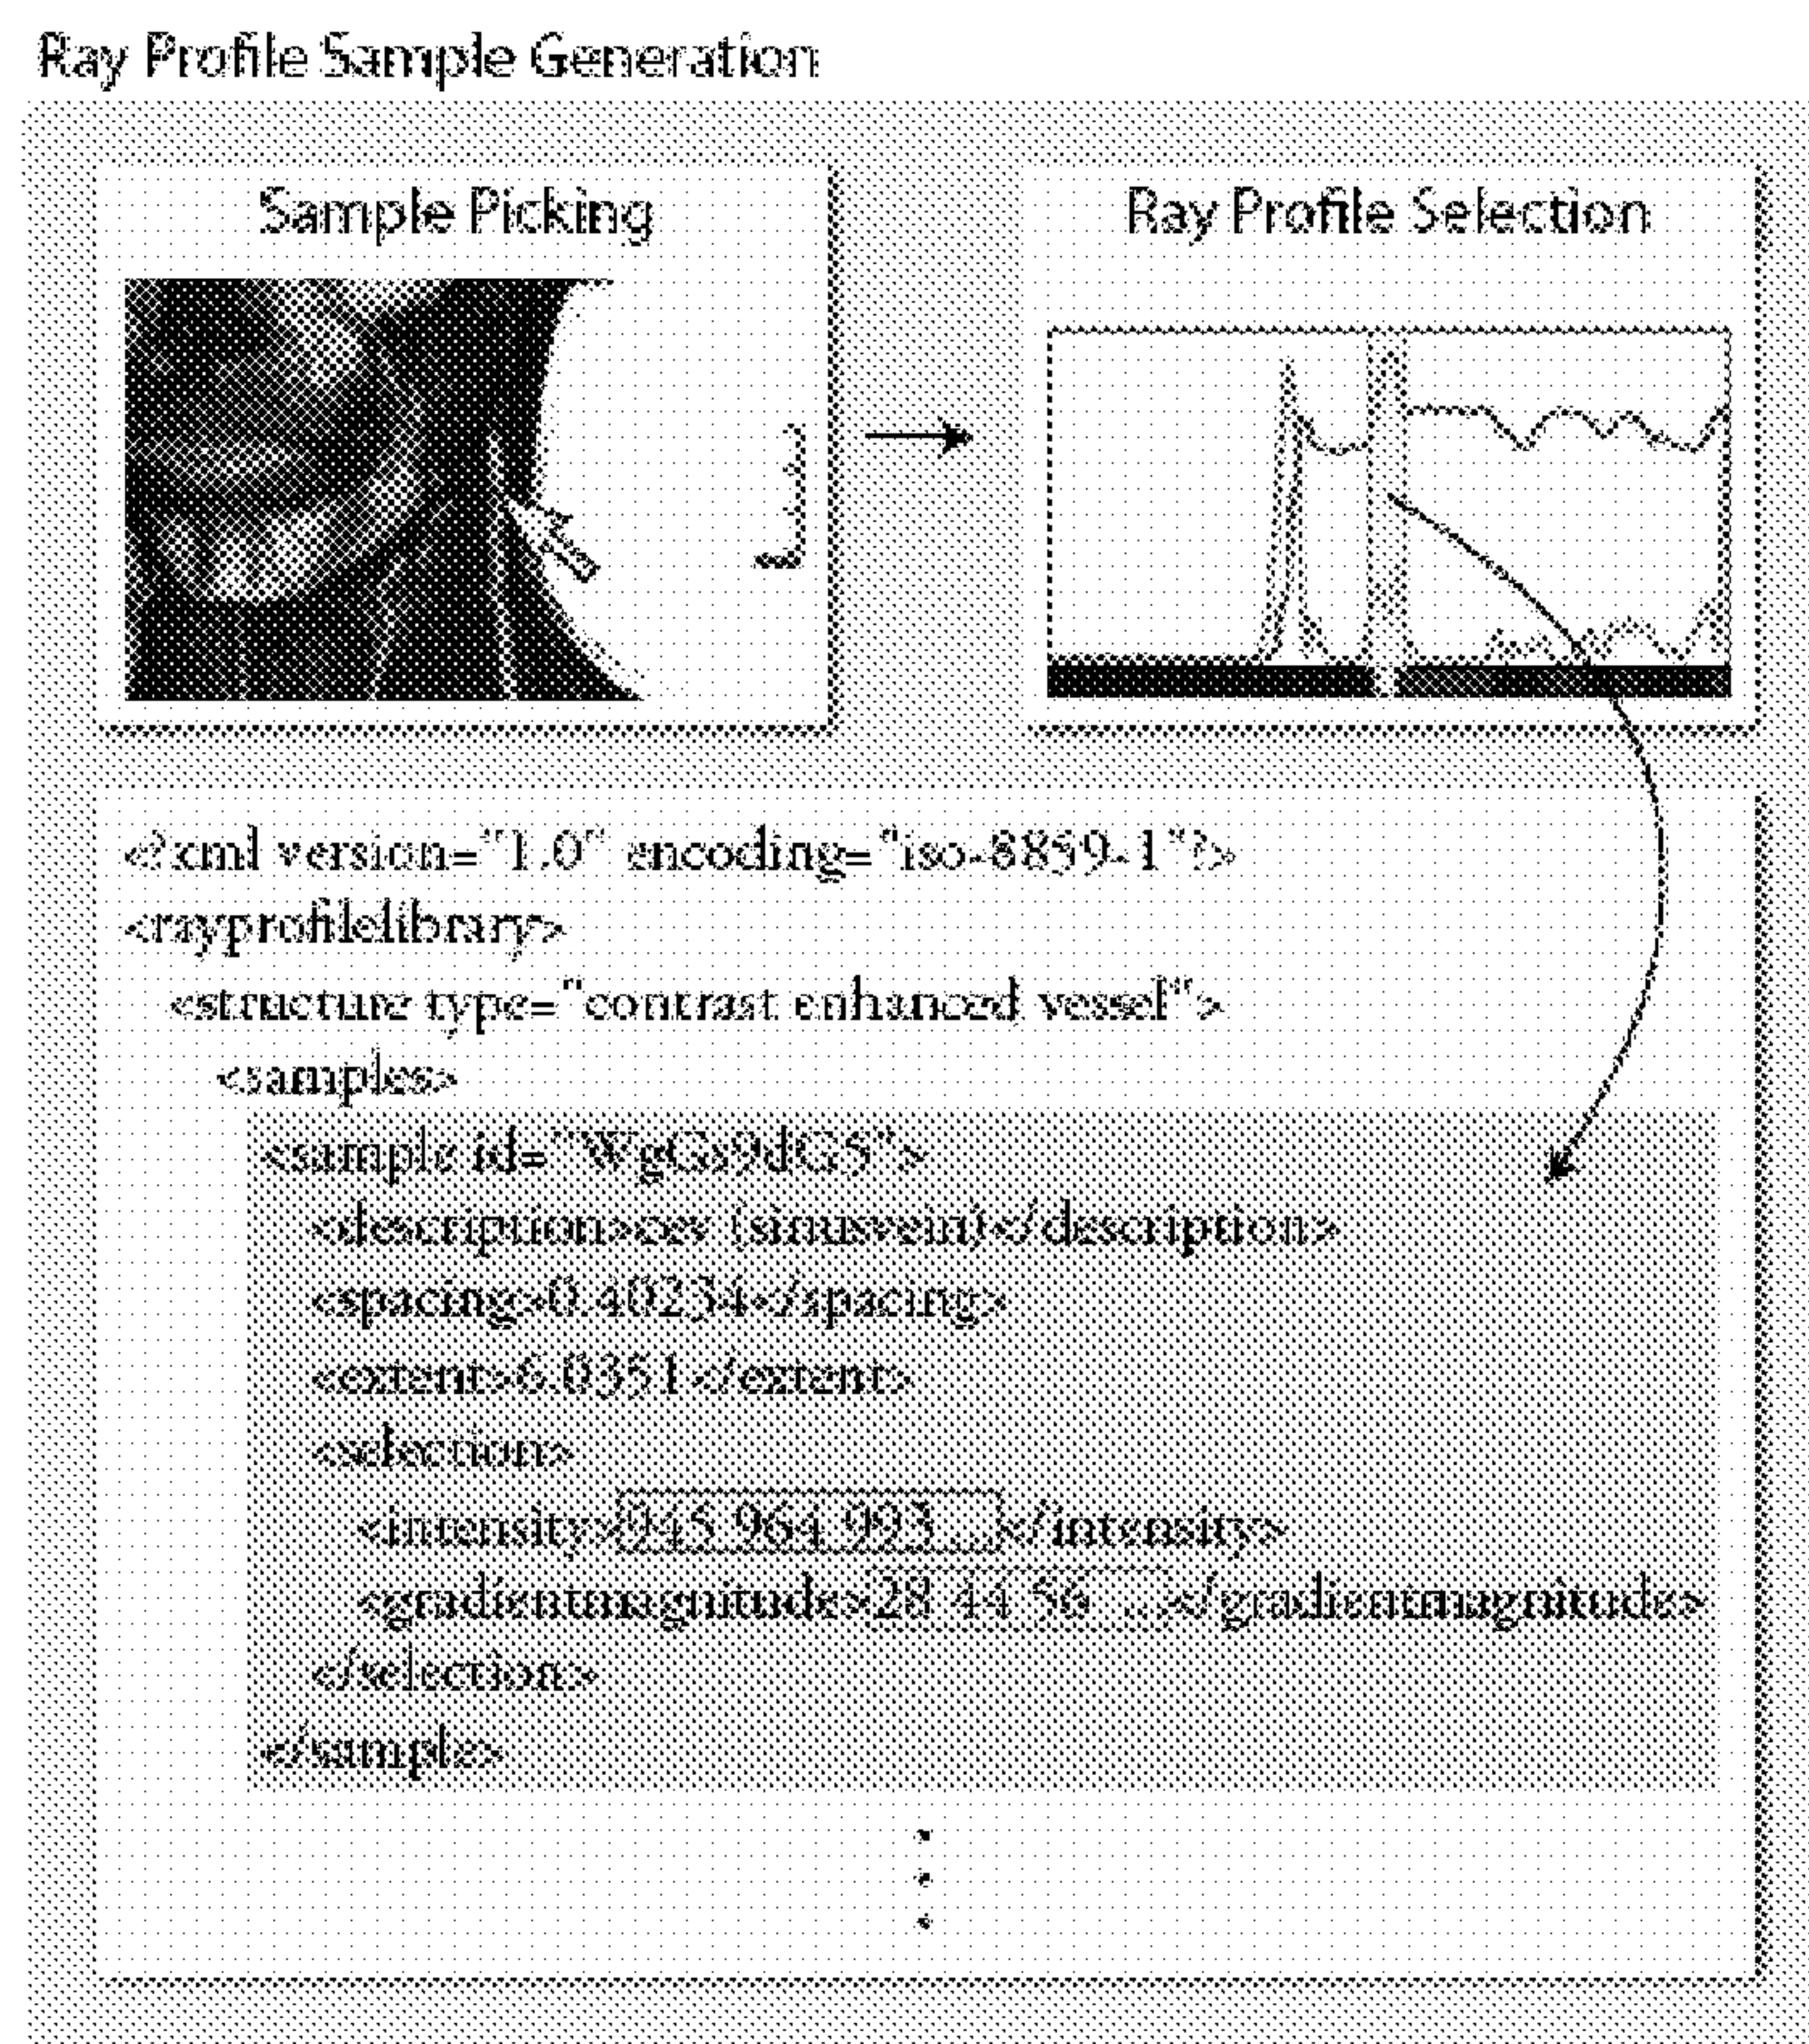 Ray Profile Sample Generation
Sample Picking
Ray Profile Selection
<?xml version="1.0" encoding="iso-8859-1"?>
<rayprofilelibrary>
<structure type="contrast enhanced vessel">
<samples>
<sample id="WgGs9dG5">
<description>cev (sinusvein)</description>
<spacing>0.40234</spacing>
<extent>6.0351</extent>
<selection>
<intensity>945 964 993 ...</intensity>
<gradientmagnitude>28 44 56 ...</gradientmagnitude>
</selection>
</sample>